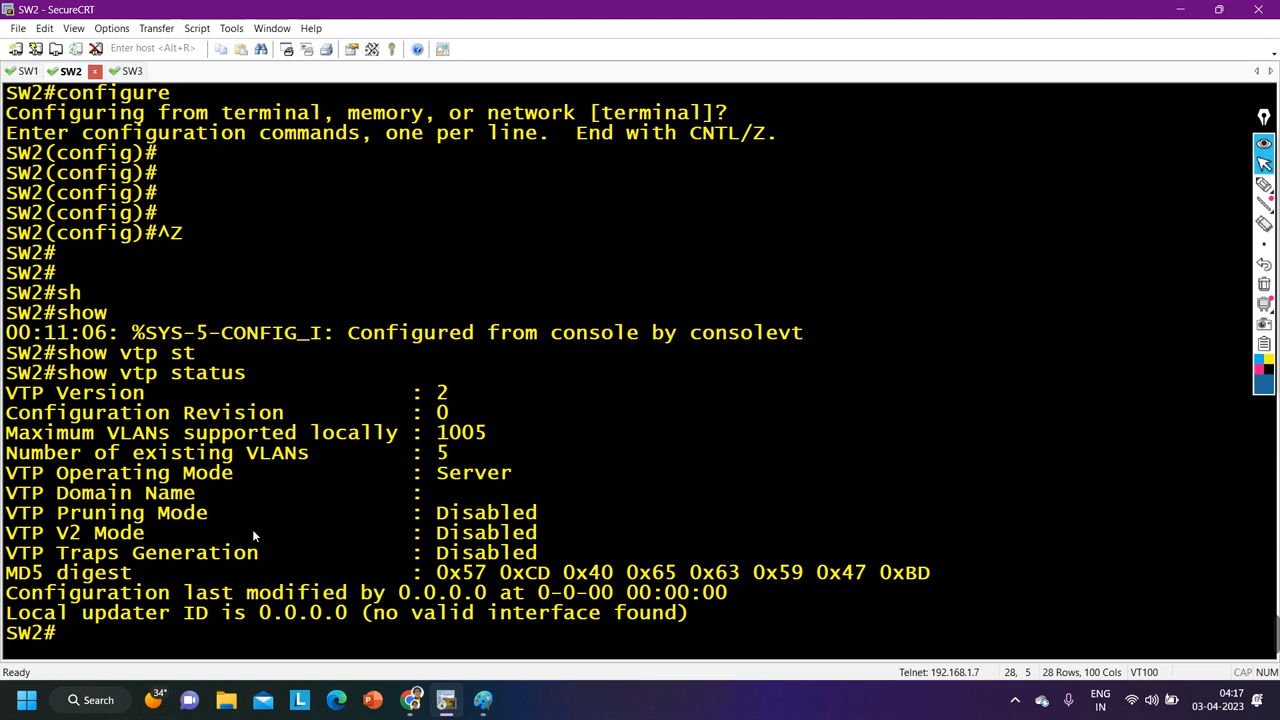 SW2 - SecureCRT
File Edit View Options Transfer Script Tools Window Help
Enter host <Alt+R>
SW1 SW2 x SW3
SW2#configure
Configuring from terminal, memory, or network [terminal]?
Enter configuration commands, one per line.  End with CNTL/Z.
SW2(config)#
SW2(config)#
SW2(config)#
SW2(config)#
SW2(config)#^Z
SW2#
SW2#
SW2#sh
SW2#show
00:11:06: %SYS-5-CONFIG_I: Configured from console by consolevt
SW2#show vtp st
SW2#show vtp status
VTP Version                     : 2
Configuration Revision          : 0
Maximum VLANs supported locally : 1005
Number of existing VLANs        : 5
VTP Operating Mode              : Server
VTP Domain Name                 :
VTP Pruning Mode                : Disabled
VTP V2 Mode                     : Disabled
VTP Traps Generation            : Disabled
MD5 digest                      : 0x57 0xCD 0x40 0x65 0x63 0x59 0x47 0xBD
Configuration last modified by 0.0.0.0 at 0-0-00 00:00:00
Local updater ID is 0.0.0.0 (no valid interface found)
SW2#
Ready Telnet: 192.168.1.7 28, 5 28 Rows, 100 Cols VT100 CAP NUM
Search 34° ENG 04:17
IN 03-04-2023